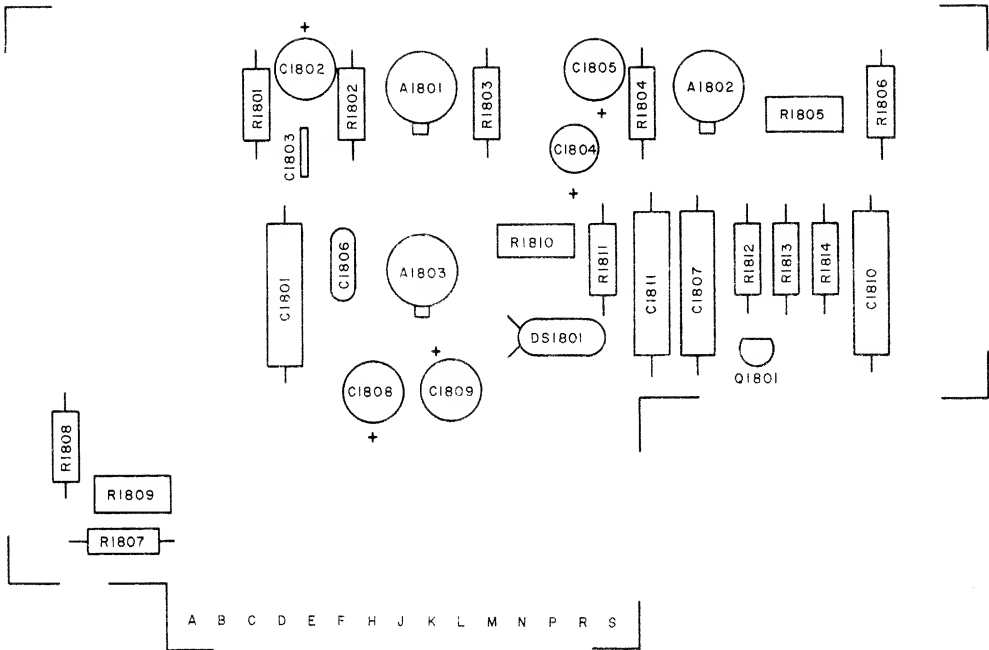 +
C1802
C1805
A1801
A1802
R1801
R1802
R1803
R1804
R1805
R1806
+
C1803
C1804
+
R1810
R1811
R1812
R1813
R1814
C1806
A1803
C1801
C1811
C1807
C1810
DS1801
+
Q1801
C1808
C1809
+
R1808
R1809
R1807
A B C D E F H J K L M N P R S